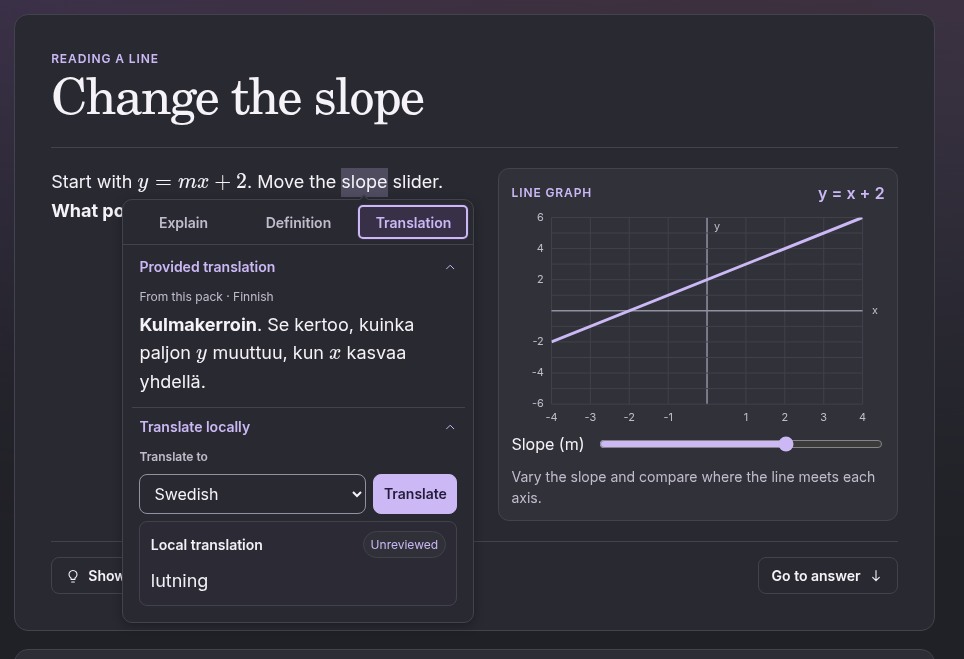 READING A LINE
Change the slope
Start with y = mx + 2. Move the slope slider.
What po
Explain
Definition
Translation
Provided translation
From this pack · Finnish
Kulmakerroin. Se kertoo, kuinka
paljon y muuttuu, kun x kasvaa
yhdellä.
Translate locally
Translate to
Swedish
Translate
Local translation
Unreviewed
lutning
LINE GRAPH
y = x + 2
6
y
4
2
x
-2
-4
-6
-4 -3 -2 -1 1 2 3 4
Slope (m)
Vary the slope and compare where the line meets each
axis.
Show
Go to answer ↓